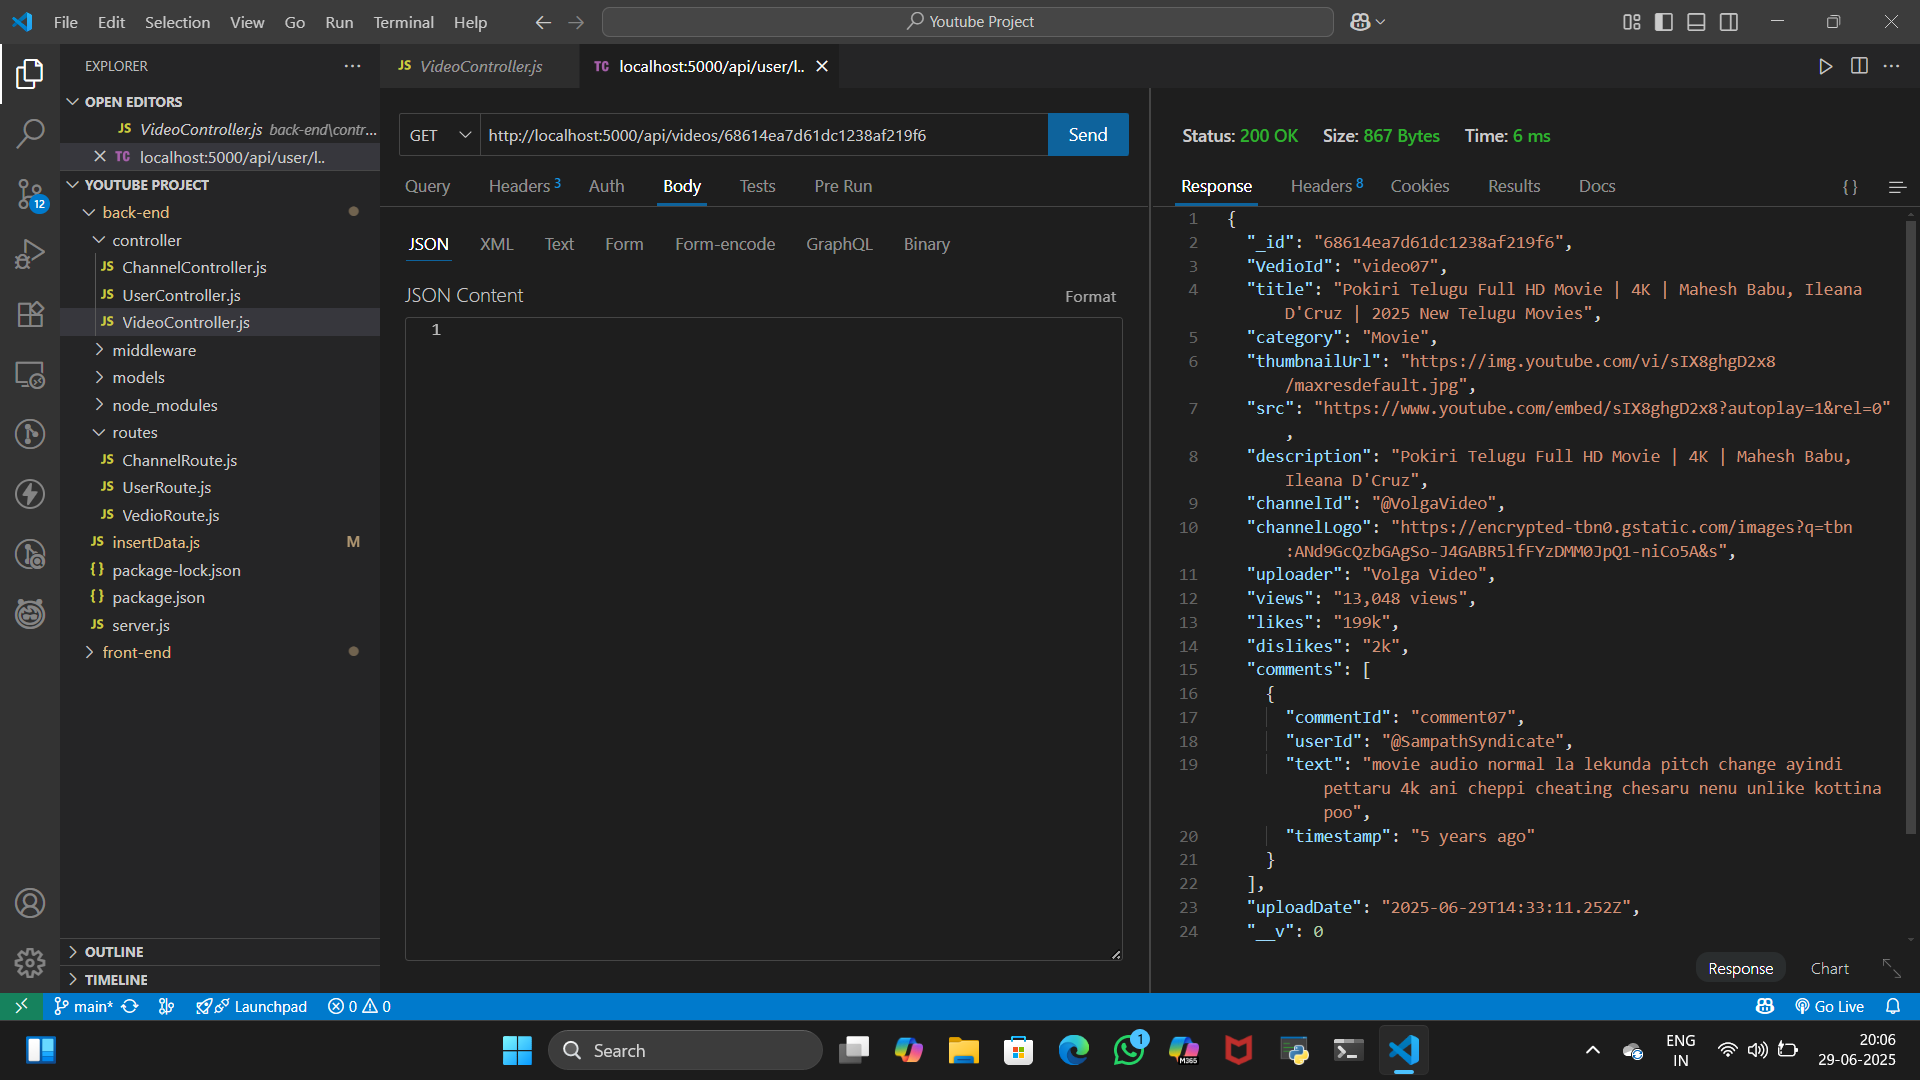 File Edit Selection View Go Run Terminal Help
Youtube Project
EXPLORER
OPEN EDITORS
JS VideoController.js back-end\contr...
TC localhost:5000/api/user/l..
YOUTUBE PROJECT
back-end
controller
JS ChannelController.js
JS UserController.js
JS VideoController.js
middleware
models
node_modules
routes
JS ChannelRoute.js
JS UserRoute.js
JS VedioRoute.js
JS insertData.js M
{} package-lock.json
{} package.json
JS server.js
front-end
OUTLINE
TIMELINE
12
JS VideoController.js
TC localhost:5000/api/user/l..
GET http://localhost:5000/api/videos/68614ea7d61dc1238af219f6 Send
Query Headers 3 Auth Body Tests Pre Run
JSON XML Text Form Form-encode GraphQL Binary
JSON Content Format
1
Status: 200 OK Size: 867 Bytes Time: 6 ms
Response Headers 8 Cookies Results Docs {}
1 {
2 "_id": "68614ea7d61dc1238af219f6",
3 "VedioId": "video07",
4 "title": "Pokiri Telugu Full HD Movie | 4K | Mahesh Babu, Ileana
D'Cruz | 2025 New Telugu Movies",
5 "category": "Movie",
6 "thumbnailUrl": "https://img.youtube.com/vi/sIX8ghgD2x8
/maxresdefault.jpg",
7 "src": "https://www.youtube.com/embed/sIX8ghgD2x8?autoplay=1&rel=0"
,
8 "description": "Pokiri Telugu Full HD Movie | 4K | Mahesh Babu,
Ileana D'Cruz",
9 "channelId": "@VolgaVideo",
10 "channelLogo": "https://encrypted-tbn0.gstatic.com/images?q=tbn
:ANd9GcQzbGAgSo-J4GABR5lfFYzDMM0JpQ1-niCo5A&s",
11 "uploader": "Volga Video",
12 "views": "13,048 views",
13 "likes": "199k",
14 "dislikes": "2k",
15 "comments": [
16 {
17 "commentId": "comment07",
18 "userId": "@SampathSyndicate",
19 "text": "movie audio normal la lekunda pitch change ayindi
pettaru 4k ani cheppi cheating chesaru nenu unlike kottina
poo",
20 "timestamp": "5 years ago"
21 }
22 ],
23 "uploadDate": "2025-06-29T14:33:11.252Z",
24 "__v": 0
Response Chart
main* Launchpad 0 0
Go Live
Search
1
M365
ENG
IN
20:06
29-06-2025